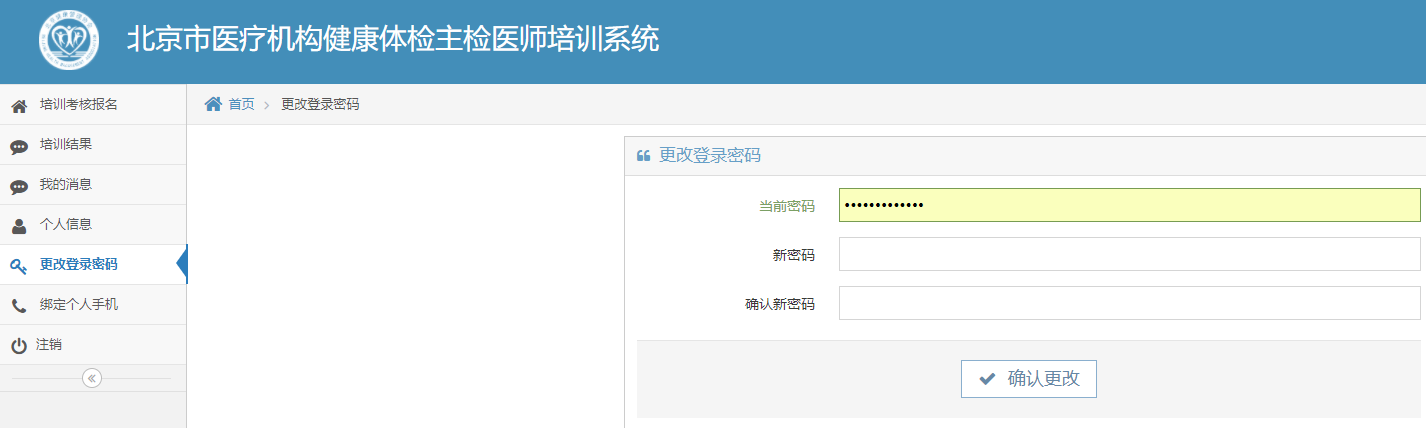 北京市医疗机构健康体检主检医师培训系统
培训考核报名
培训结果
我的消息
个人信息
更改登录密码
绑定个人手机
注销
首页 › 更改登录密码
更改登录密码
当前密码 •••••••••••••
新密码
确认新密码
确认更改